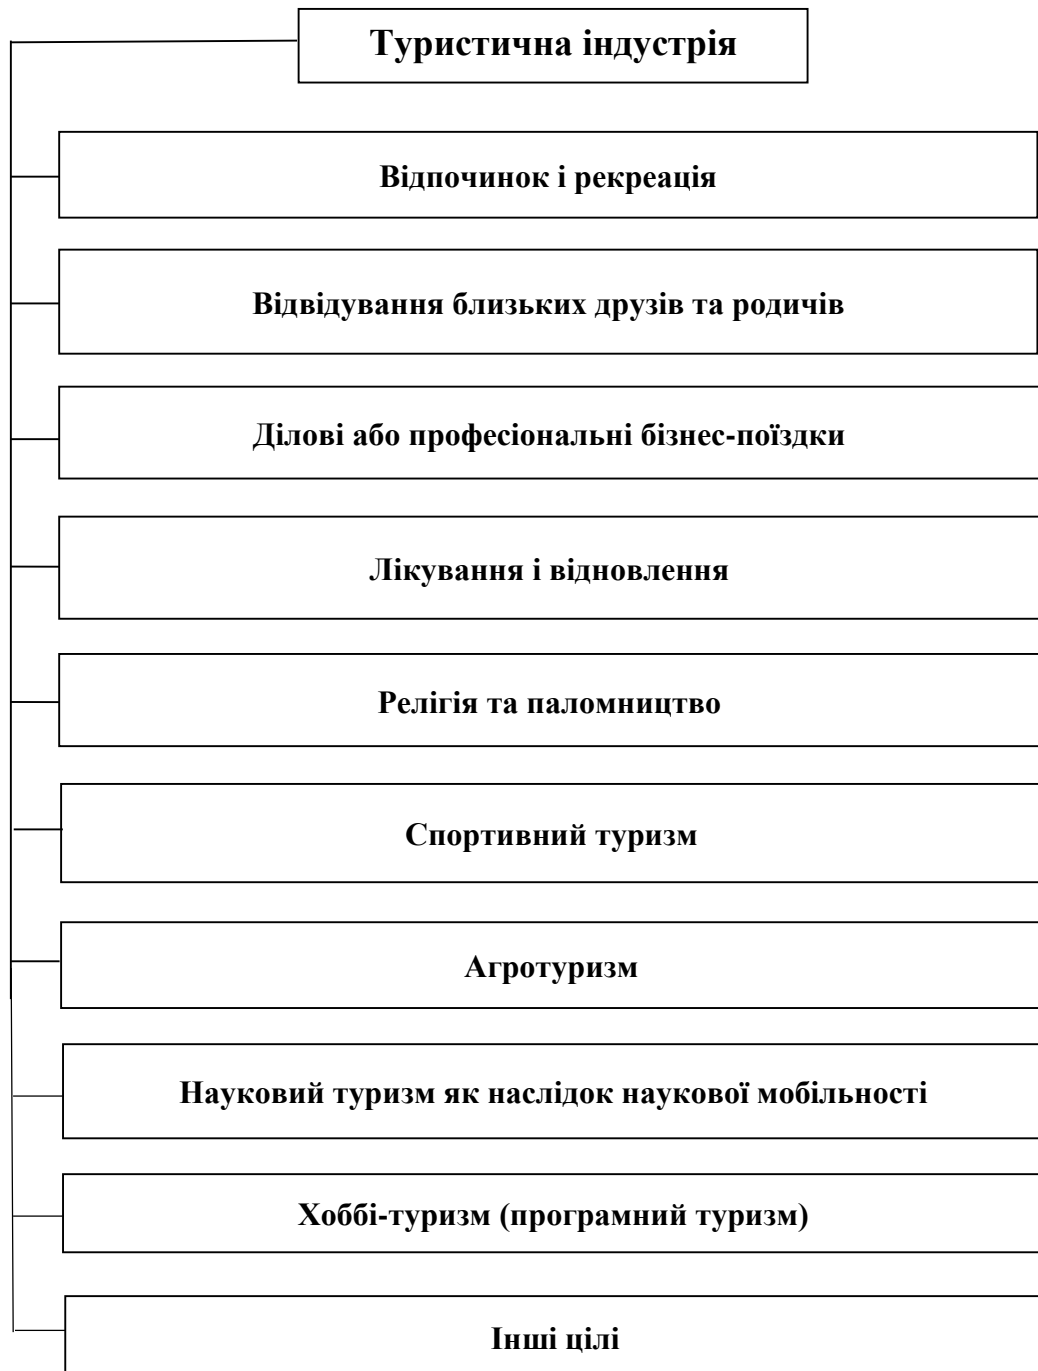 Туристична індустрія
Відпочинок і рекреація
Відвідування близьких друзів та родичів
Ділові або професіональні бізнес-поїздки
Лікування і відновлення
Релігія та паломництво
Спортивний туризм
Агротуризм
Науковий туризм як наслідок наукової мобільності
Хоббі-туризм (програмний туризм)
Інші цілі